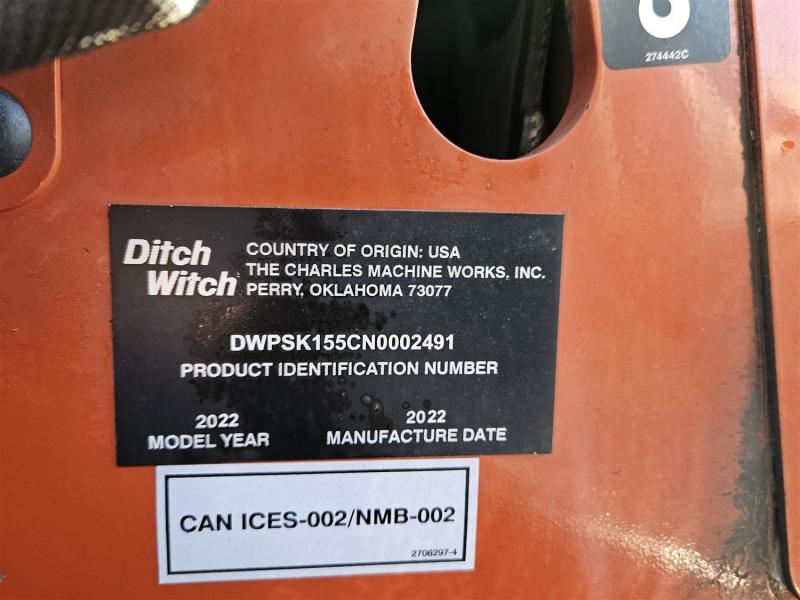 274442C
Ditch Witch
COUNTRY OF ORIGIN: USA
THE CHARLES MACHINE WORKS, INC.
PERRY, OKLAHOMA 73077
DWPSK155CN0002491
PRODUCT IDENTIFICATION NUMBER
2022
MODEL YEAR
2022
MANUFACTURE DATE
CAN ICES-002/NMB-002
2706297-4